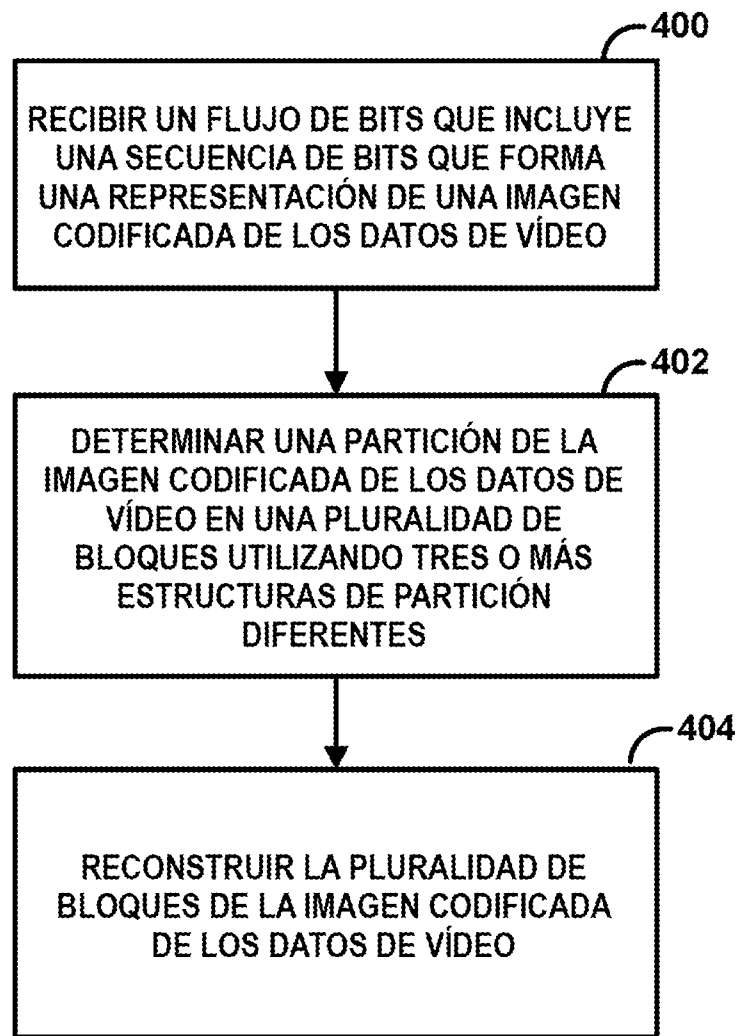 400
RECIBIR UN FLUJO DE BITS QUE INCLUYE
UNA SECUENCIA DE BITS QUE FORMA
UNA REPRESENTACIÓN DE UNA IMAGEN
CODIFICADA DE LOS DATOS DE VÍDEO
402
DETERMINAR UNA PARTICIÓN DE LA
IMAGEN CODIFICADA DE LOS DATOS DE
VÍDEO EN UNA PLURALIDAD DE
BLOQUES UTILIZANDO TRES O MÁS
ESTRUCTURAS DE PARTICIÓN
DIFERENTES
404
RECONSTRUIR LA PLURALIDAD DE
BLOQUES DE LA IMAGEN CODIFICADA
DE LOS DATOS DE VÍDEO